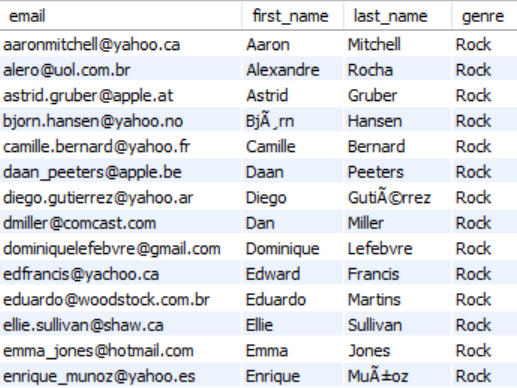 email first_name last_name genre
aaronmitchell@yahoo.ca Aaron Mitchell Rock
alero@uol.com.br Alexandre Rocha Rock
astrid.gruber@apple.at Astrid Gruber Rock
bjorn.hansen@yahoo.no BjÃ¸rn Hansen Rock
camille.bernard@yahoo.fr Camille Bernard Rock
daan_peeters@apple.be Daan Peeters Rock
diego.gutierrez@yahoo.ar Diego GutiÃ©rrez Rock
dmiller@comcast.com Dan Miller Rock
dominiquelefebvre@gmail.com Dominique Lefebvre Rock
edfrancis@yachoo.ca Edward Francis Rock
eduardo@woodstock.com.br Eduardo Martins Rock
ellie.sullivan@shaw.ca Ellie Sullivan Rock
emma_jones@hotmail.com Emma Jones Rock
enrique_munoz@yahoo.es Enrique MuÃ±oz Rock